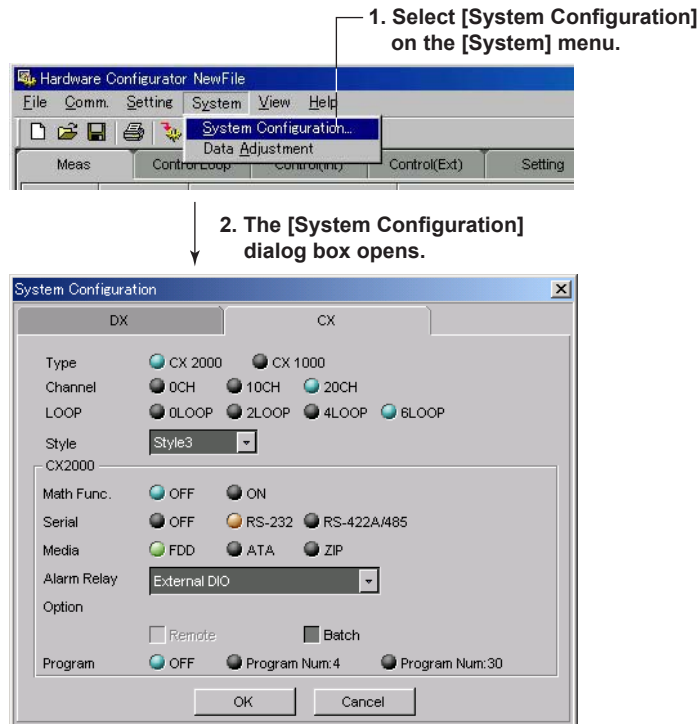 1. Select [System Configuration]
on the [System] menu.
Hardware Configurator NewFile
File Comm. Setting System View Help
System Configuration...
Data Adjustment
Meas Control Loop Control(Int) Control(Ext) Setting
2. The [System Configuration]
dialog box opens.
System Configuration
DX CX
Type CX 2000 CX 1000
Channel 0CH 10CH 20CH
LOOP 0LOOP 2LOOP 4LOOP 6LOOP
Style Style3
CX2000
Math Func. OFF ON
Serial OFF RS-232 RS-422A/485
Media FDD ATA ZIP
Alarm Relay External DIO
Option
Remote Batch
Program OFF Program Num:4 Program Num:30
OK Cancel